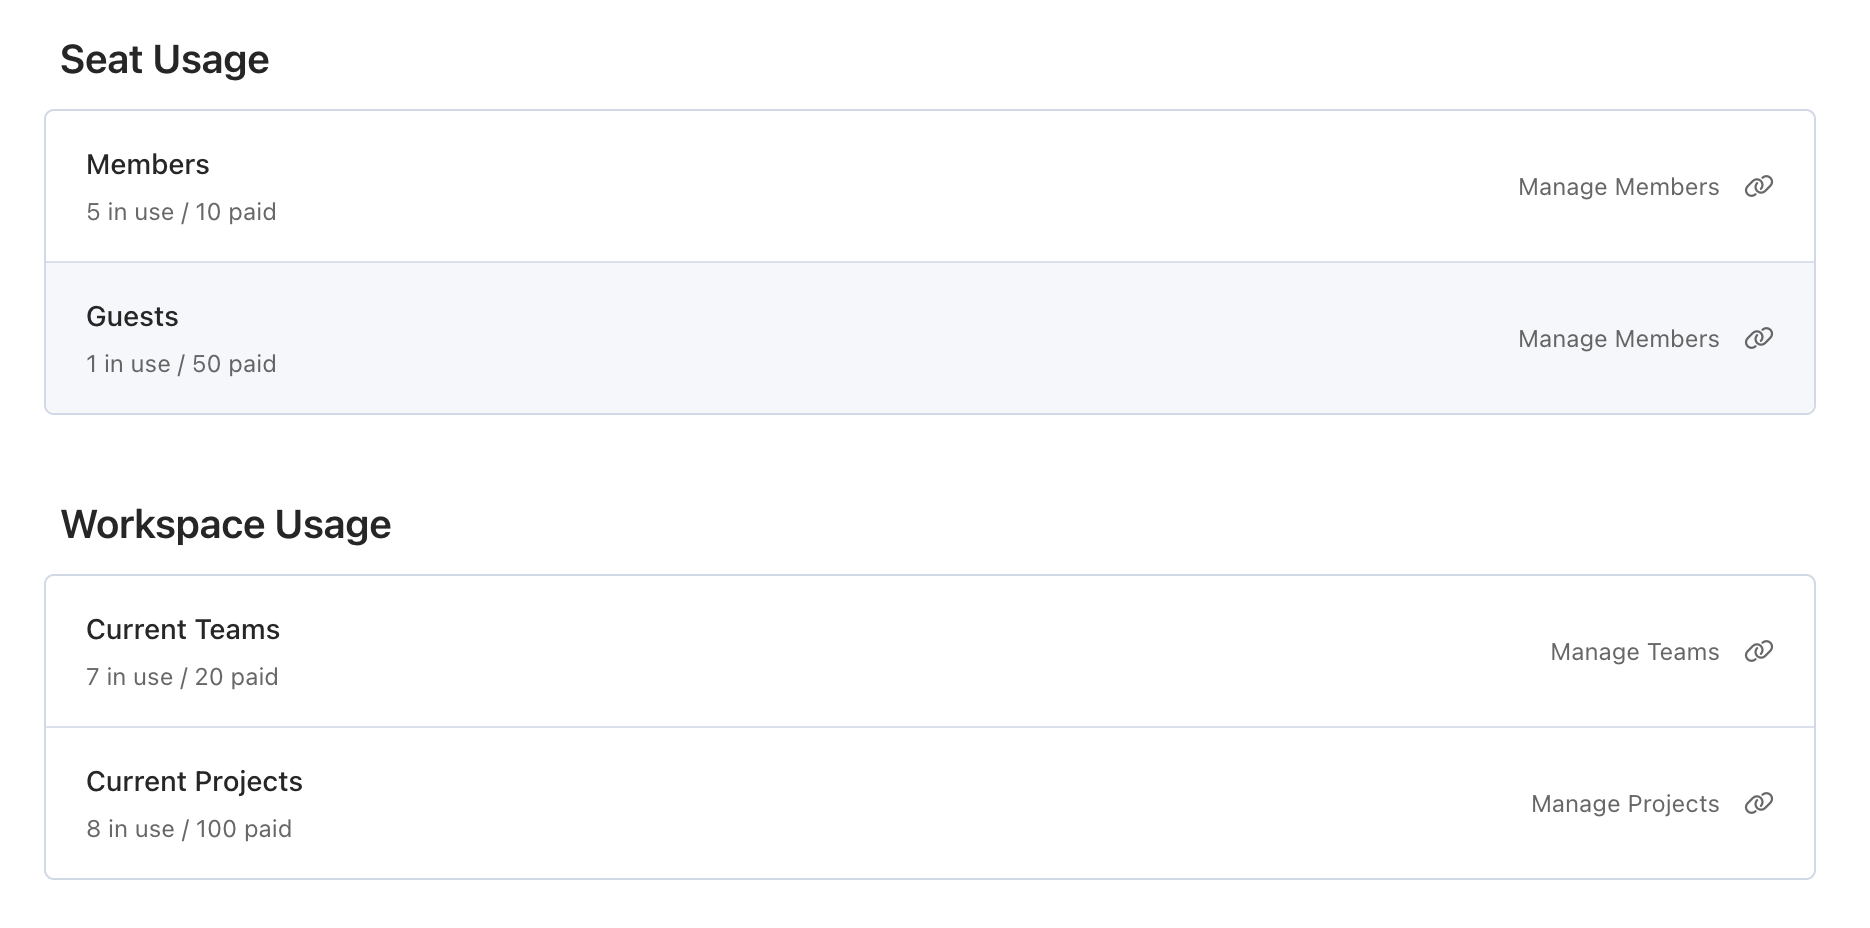 Seat Usage
Members
5 in use / 10 paid
Manage Members
Guests
1 in use / 50 paid
Manage Members
Workspace Usage
Current Teams
7 in use / 20 paid
Manage Teams
Current Projects
8 in use / 100 paid
Manage Projects